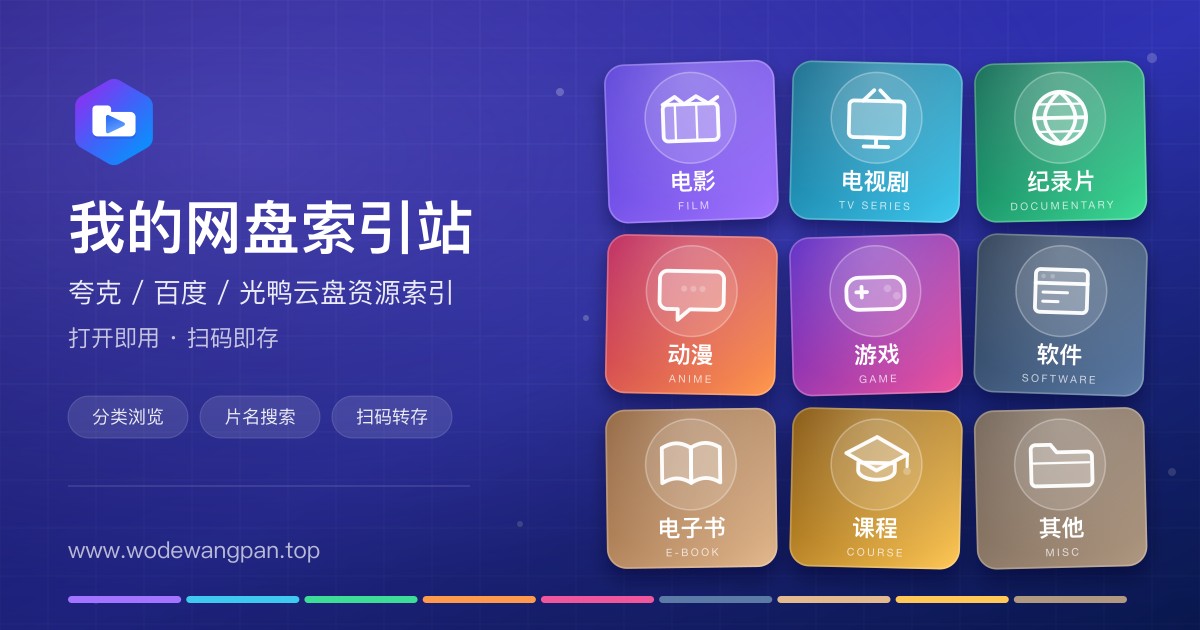 我的网盘索引站
夸克 / 百度 / 光鸭云盘资源索引
打开即用 · 扫码即存
分类浏览
片名搜索
扫码转存
www.wodewangpan.top
电影
FILM
电视剧
TV SERIES
纪录片
DOCUMENTARY
动漫
ANIME
游戏
GAME
软件
SOFTWARE
电子书
E-BOOK
课程
COURSE
其他
MISC